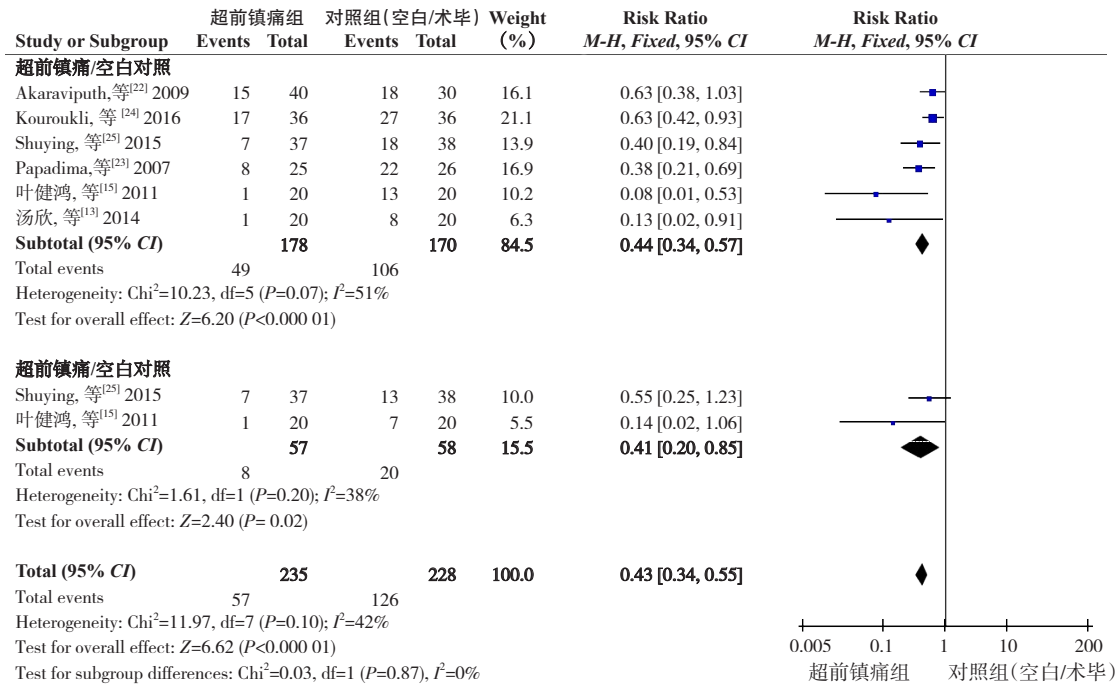 超前镇痛组 对照组(空白/术毕) Weight Risk Ratio Risk Ratio
Study or Subgroup Events Total Events Total (%) M-H, Fixed, 95% CI M-H, Fixed, 95% CI
超前镇痛/空白对照
Akaraviputh,等[22] 2009 15 40 18 30 16.1 0.63 [0.38, 1.03]
Kouroukli, 等 [24] 2016 17 36 27 36 21.1 0.63 [0.42, 0.93]
Shuying, 等[25] 2015 7 37 18 38 13.9 0.40 [0.19, 0.84]
Papadima,等[23] 2007 8 25 22 26 16.9 0.38 [0.21, 0.69]
叶健鸿, 等[15] 2011 1 20 13 20 10.2 0.08 [0.01, 0.53]
汤欣, 等[13] 2014 1 20 8 20 6.3 0.13 [0.02, 0.91]
Subtotal (95% CI) 178 170 84.5 0.44 [0.34, 0.57]
Total events 49 106
Heterogeneity: Chi²=10.23, df=5 (P=0.07); I²=51%
Test for overall effect: Z=6.20 (P<0.000 01)
超前镇痛/空白对照
Shuying, 等[25] 2015 7 37 13 38 10.0 0.55 [0.25, 1.23]
叶健鸿, 等[15] 2011 1 20 7 20 5.5 0.14 [0.02, 1.06]
Subtotal (95% CI) 57 58 15.5 0.41 [0.20, 0.85]
Total events 8 20
Heterogeneity: Chi²=1.61, df=1 (P=0.20); I²=38%
Test for overall effect: Z=2.40 (P= 0.02)
Total (95% CI) 235 228 100.0 0.43 [0.34, 0.55]
Total events 57 126
Heterogeneity: Chi²=11.97, df=7 (P=0.10); I²=42%
Test for overall effect: Z=6.62 (P<0.000 01)
Test for subgroup differences: Chi²=0.03, df=1 (P=0.87), I²=0%
0.005 0.1 1 10 200
超前镇痛组 对照组(空白/术毕)